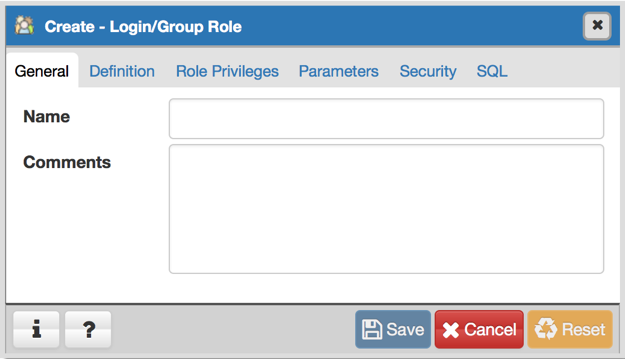 Create - Login/Group Role
General Definition Role Privileges Parameters Security SQL
Name
Comments
i ? Save Cancel Reset